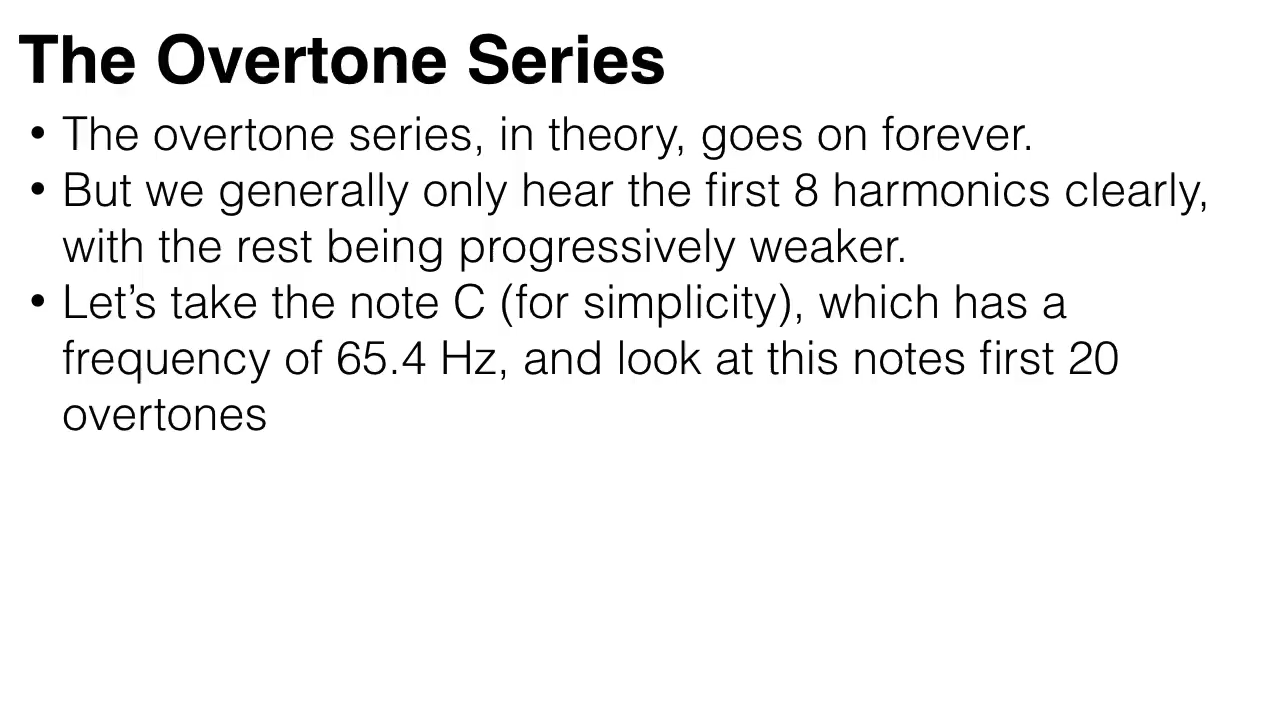 The Overtone Series
• The overtone series, in theory, goes on forever.
• But we generally only hear the first 8 harmonics clearly,
with the rest being progressively weaker.
• Let’s take the note C (for simplicity), which has a
frequency of 65.4 Hz, and look at this notes first 20
overtones